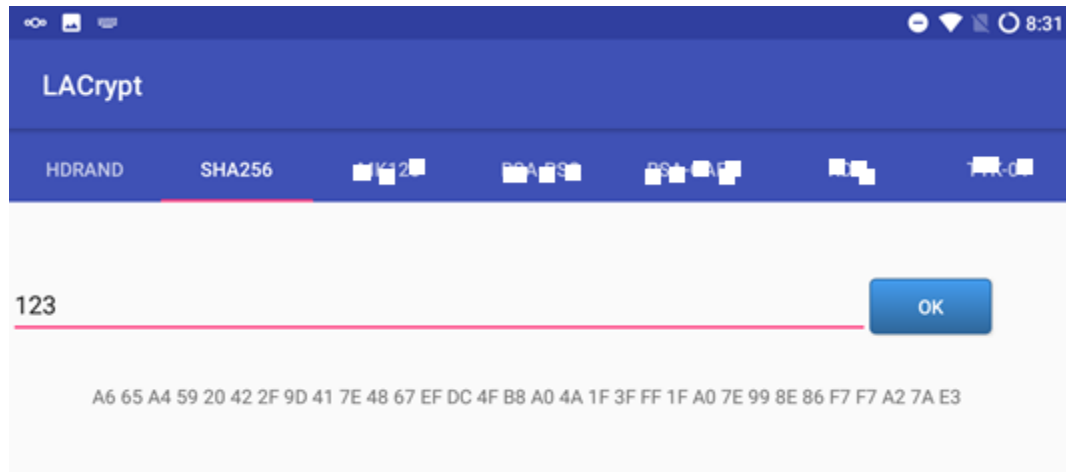 8:31
LACrypt
HDRAND SHA256
123 OK
A6 65 A4 59 20 42 2F 9D 41 7E 48 67 EF DC 4F B8 A0 4A 1F 3F FF 1F A0 7E 99 8E 86 F7 F7 A2 7A E3